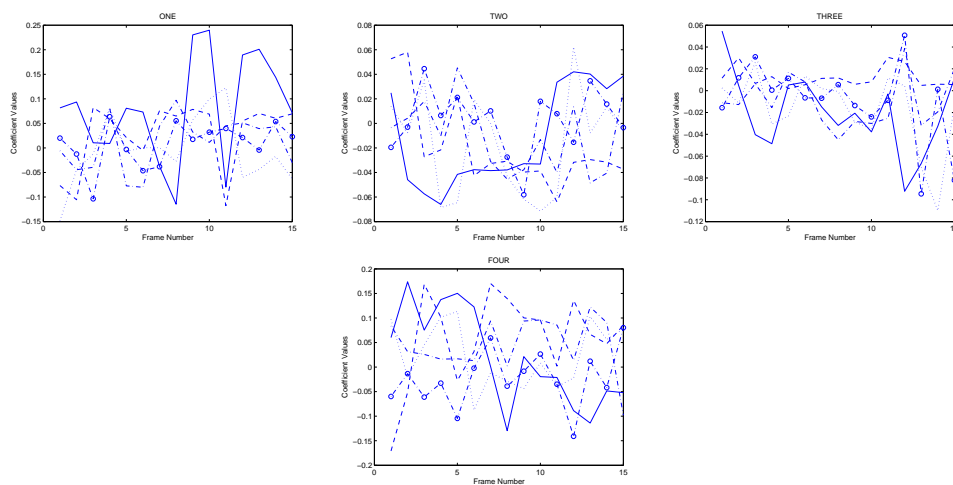 ONE
0.25
0.2
0.15
0.1
0.05
0
−0.05
−0.1
−0.15
0 5 10 15
Coefficient Values
Frame Number
TWO
0.08
0.06
0.04
0.02
0
−0.02
−0.04
−0.06
−0.08
0 5 10 15
Coefficient Values
Frame Number
THREE
0.06
0.04
0.02
0
−0.02
−0.04
−0.06
−0.08
−0.1
−0.12
0 5 10 15
Coefficient Values
Frame Number
FOUR
0.2
0.15
0.1
0.05
0
−0.05
−0.1
−0.15
−0.2
0 5 10 15
Coefficient Values
Frame Number